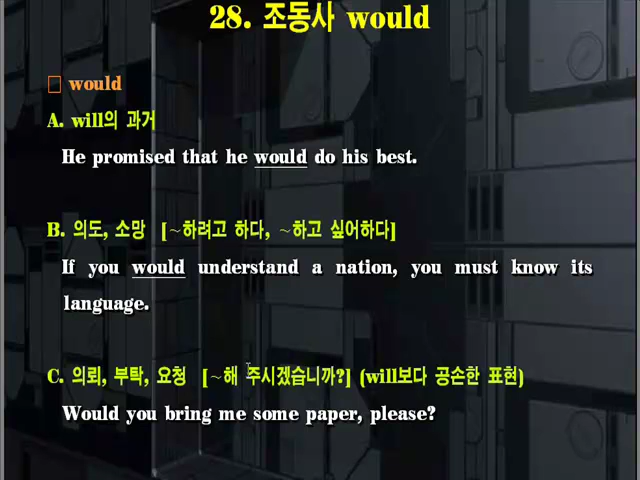 28. 조동사 would
□ would
A. will의 과거
He promised that he would do his best.
B. 의도, 소망 [~하려고 하다, ~하고 싶어하다]
If you would understand a nation, you must know its
language.
C. 의뢰, 부탁, 요청 [~해 주시겠습니까?] (will보다 공손한 표현)
Would you bring me some paper, please?